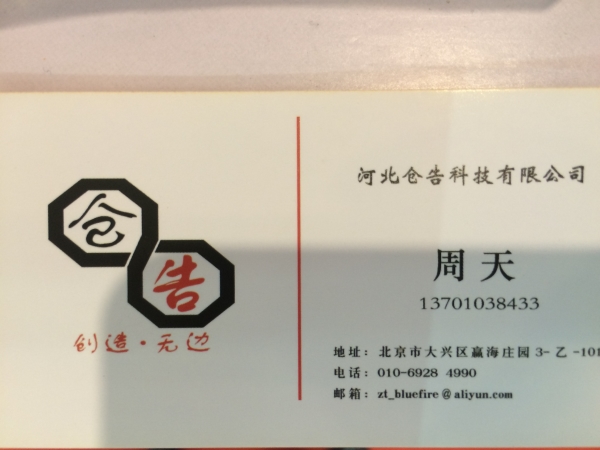 仓
告
创造·无边
河北仓告科技有限公司
周天
13701038433
地址：北京市大兴区赢海庄园 3- 乙 -101
电话：010-6928 4990
邮箱：zt_bluefire@aliyun.com